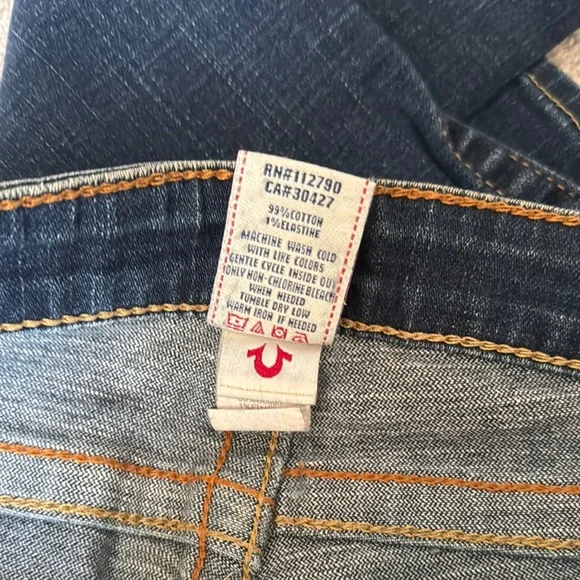 RN#112790
CA#30427
99%COTTON
1%ELASTINE
MACHINE WASH COLD
WITH LIKE COLORS
GENTLE CYCLE INSIDE OUT
ONLY NON-CHLORINE BLEACH
WHEN NEEDED
TUMBLE DRY LOW
WARM IRON IF NEEDED